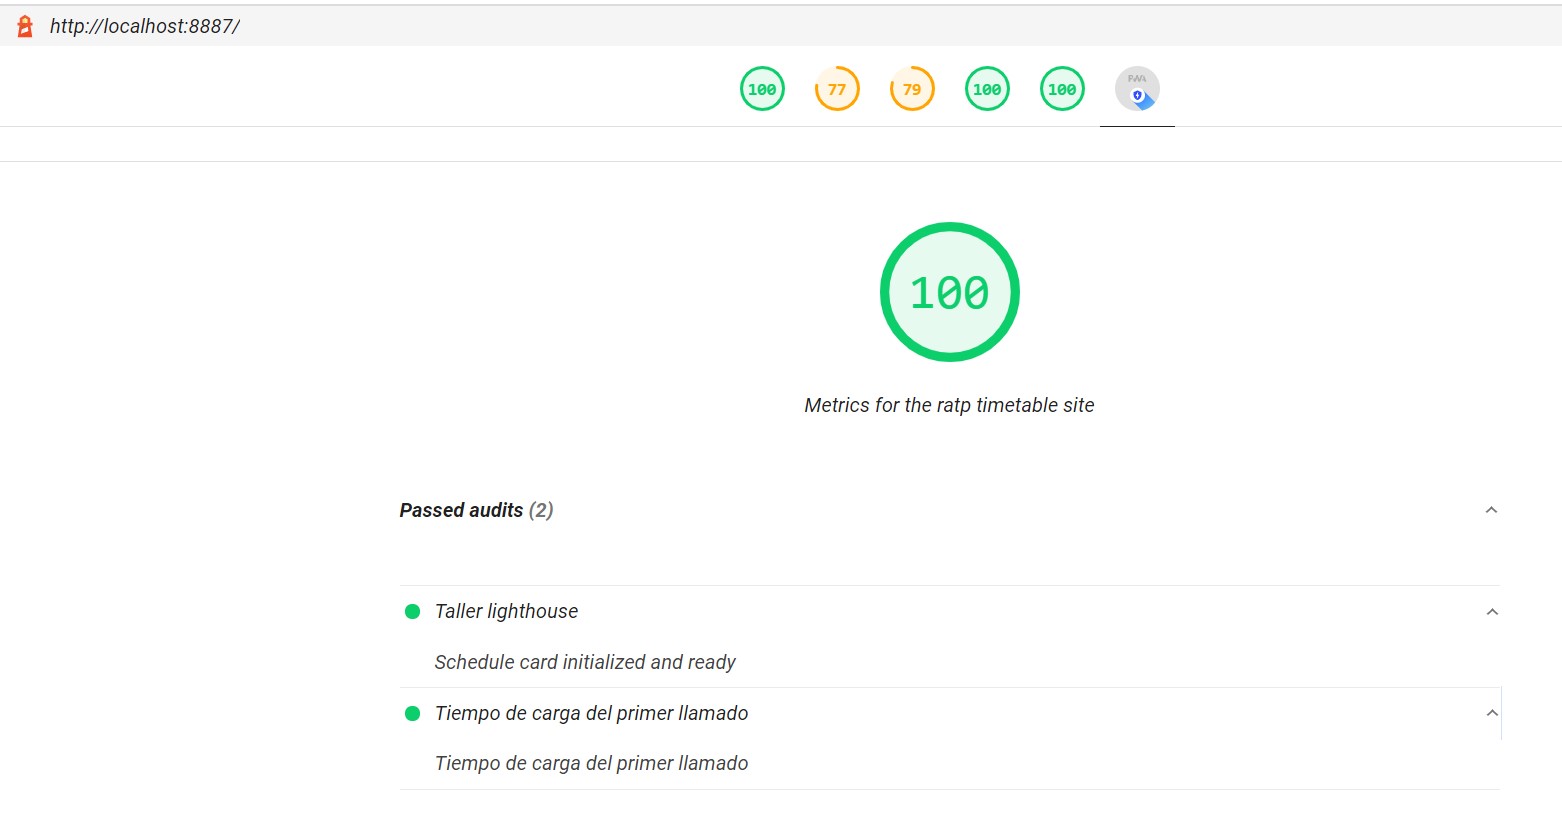 http://localhost:8887/
100 77 79 100 100 PWA
100
Metrics for the ratp timetable site
Passed audits (2)
Taller lighthouse
Schedule card initialized and ready
Tiempo de carga del primer llamado
Tiempo de carga del primer llamado